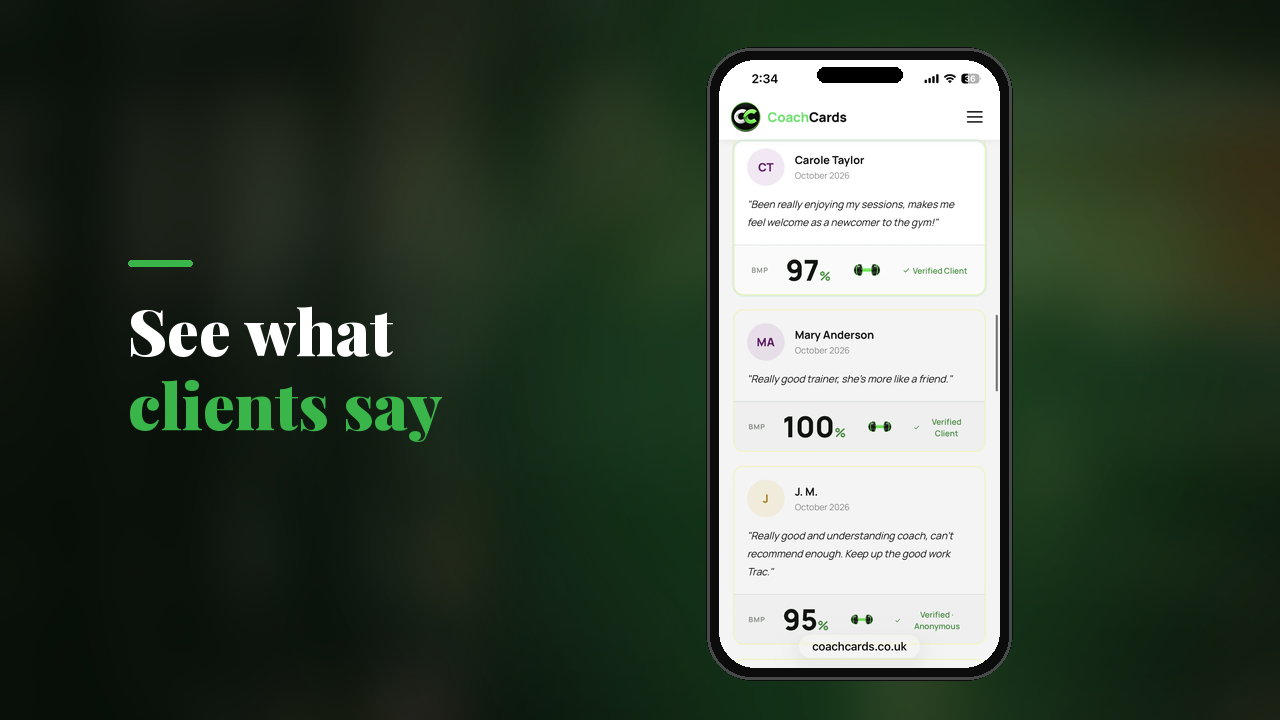 See what
clients say
2:34
36
CC
CoachCards
CT
Carole Taylor
October 2026
"Been really enjoying my sessions, makes me
feel welcome as a newcomer to the gym!"
BMP
97%
✓ Verified Client
MA
Mary Anderson
October 2026
"Really good trainer, she's more like a friend."
BMP
100%
✓ Verified
Client
J
J. M.
October 2026
"Really good and understanding coach, can't
recommend enough. Keep up the good work
Trac."
BMP
95%
✓ Verified ·
Anonymous
coachcards.co.uk